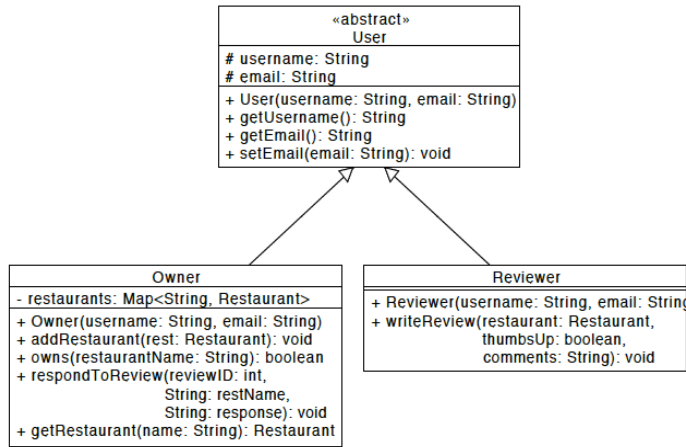 «abstract»
User
# username: String
# email: String
+ User(username: String, email: String)
+ getUsername(): String
+ getEmail(): String
+ setEmail(email: String): void
Owner
- restaurants: Map<String, Restaurant>
+ Owner(username: String, email: String)
+ addRestaurant(rest: Restaurant): void
+ owns(restaurantName: String): boolean
+ respondToReview(reviewID: int,
String: restName,
String: response): void
+ getRestaurant(name: String): Restaurant
Reviewer
+ Reviewer(username: String, email: String
+ writeReview(restaurant: Restaurant,
thumbsUp: boolean,
comments: String): void